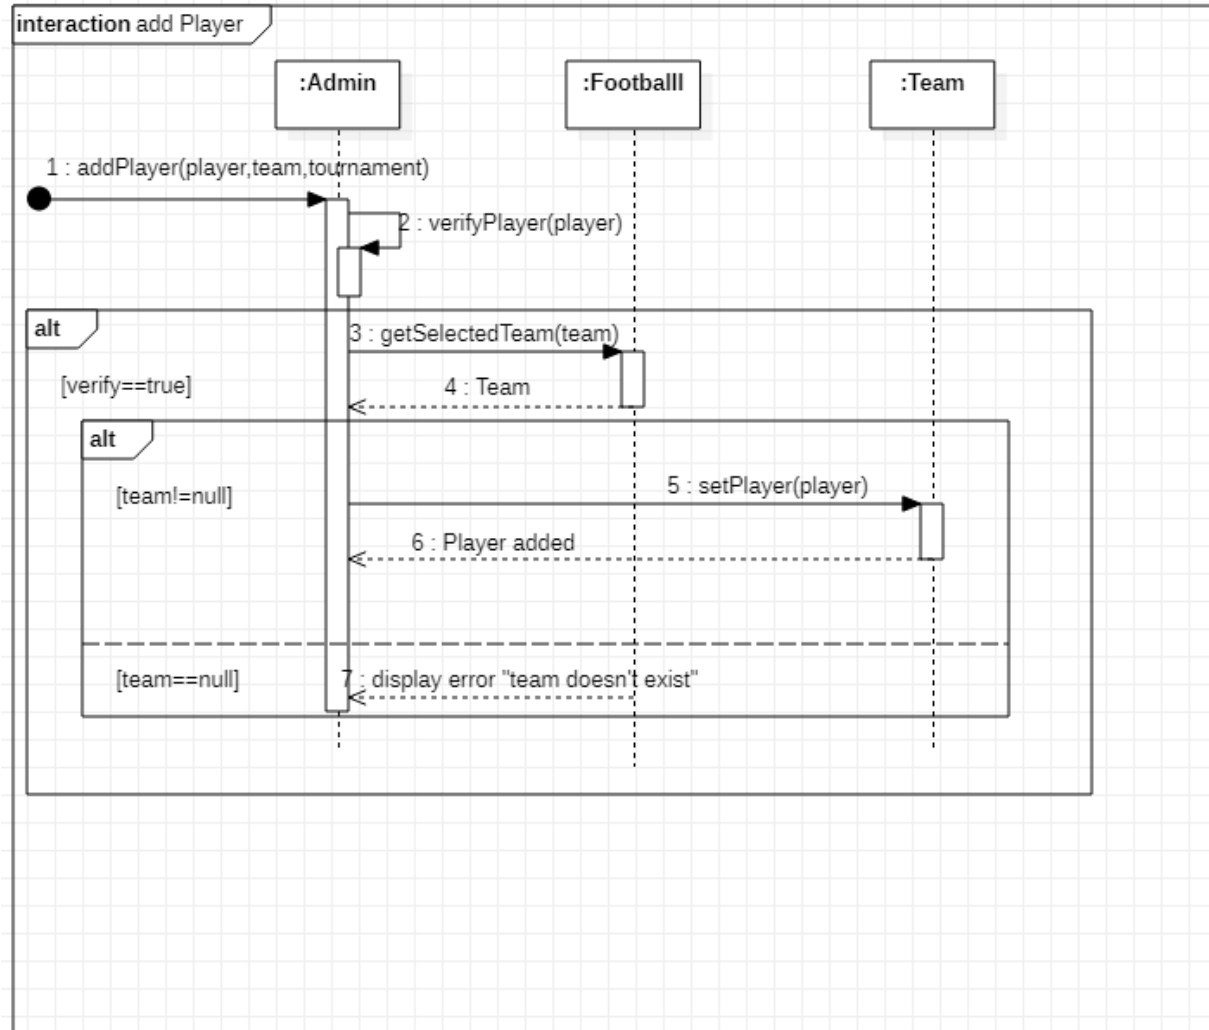 interaction add Player
:Admin
:Footballl
:Team
1 : addPlayer(player,team,tournament)
2 : verifyPlayer(player)
alt
3 : getSelectedTeam(team)
[verify==true]
4 : Team
alt
[team!=null]
5 : setPlayer(player)
6 : Player added
[team==null]
7 : display error "team doesn't exist"